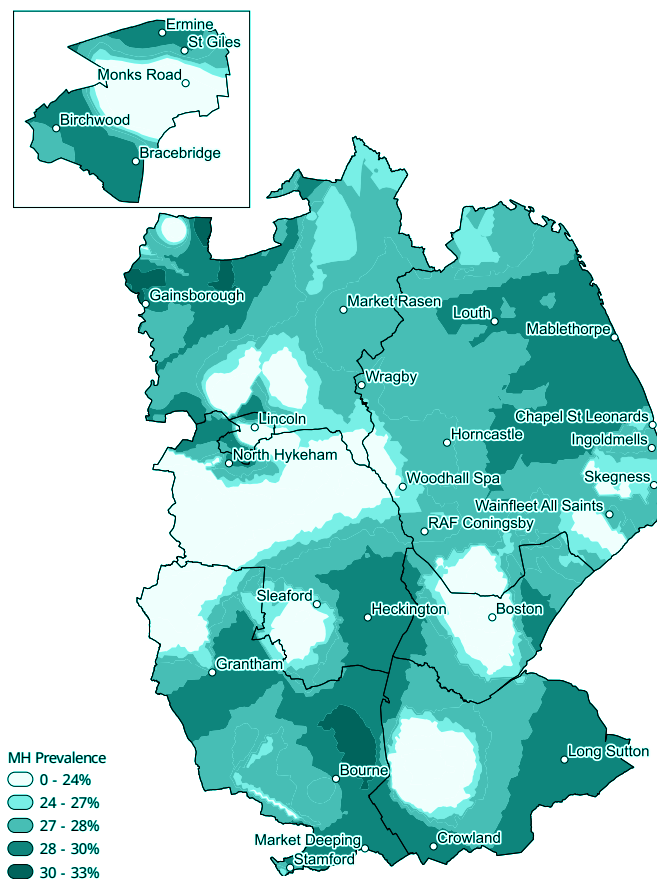 Ermine
St Giles
Monks Road
Birchwood
Bracebridge
Gainsborough
Market Rasen
Louth
Mablethorpe
Wragby
Lincoln
Chapel St Leonards
Horncastle
Ingoldmells
North Hykeham
Woodhall Spa
Skegness
Wainfleet All Saints
RAF Coningsby
Sleaford
Heckington
Boston
Grantham
MH Prevalence
0 - 24%
24 - 27%
27 - 28%
28 - 30%
30 - 33%
Long Sutton
Bourne
Market Deeping
Crowland
Stamford